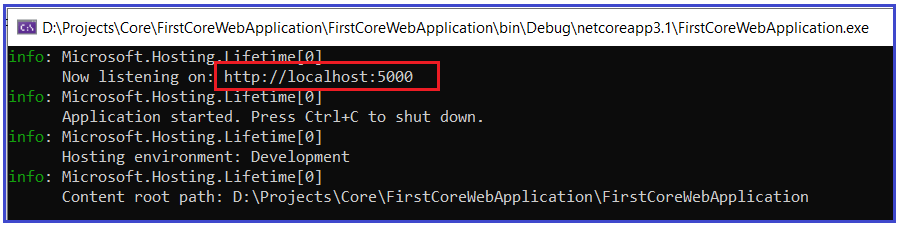 D:\Projects\Core\FirstCoreWebApplication\FirstCoreWebApplication\bin\Debug\netcoreapp3.1\FirstCoreWebApplication.exe
info: Microsoft.Hosting.Lifetime[0]
Now listening on: http://localhost:5000
info: Microsoft.Hosting.Lifetime[0]
Application started. Press Ctrl+C to shut down.
info: Microsoft.Hosting.Lifetime[0]
Hosting environment: Development
info: Microsoft.Hosting.Lifetime[0]
Content root path: D:\Projects\Core\FirstCoreWebApplication\FirstCoreWebApplication